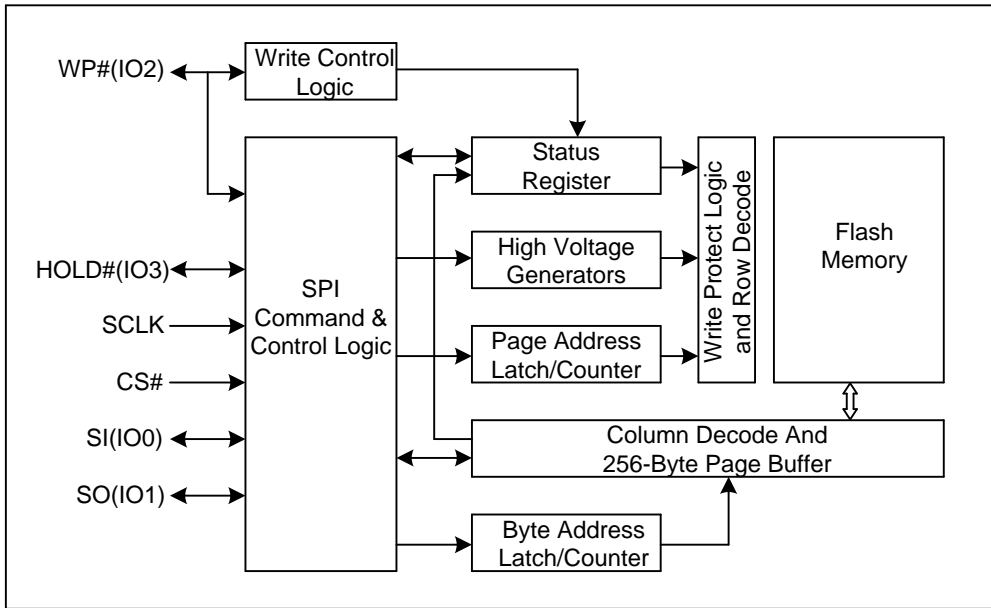 WP#(IO2)
Write Control
Logic
HOLD#(IO3)
SCLK
CS#
SI(IO0)
SO(IO1)
SPI
Command &
Control Logic
Status
Register
High Voltage
Generators
Page Address
Latch/Counter
Write Protect Logic
and Row Decode
Flash
Memory
Column Decode And
256-Byte Page Buffer
Byte Address
Latch/Counter